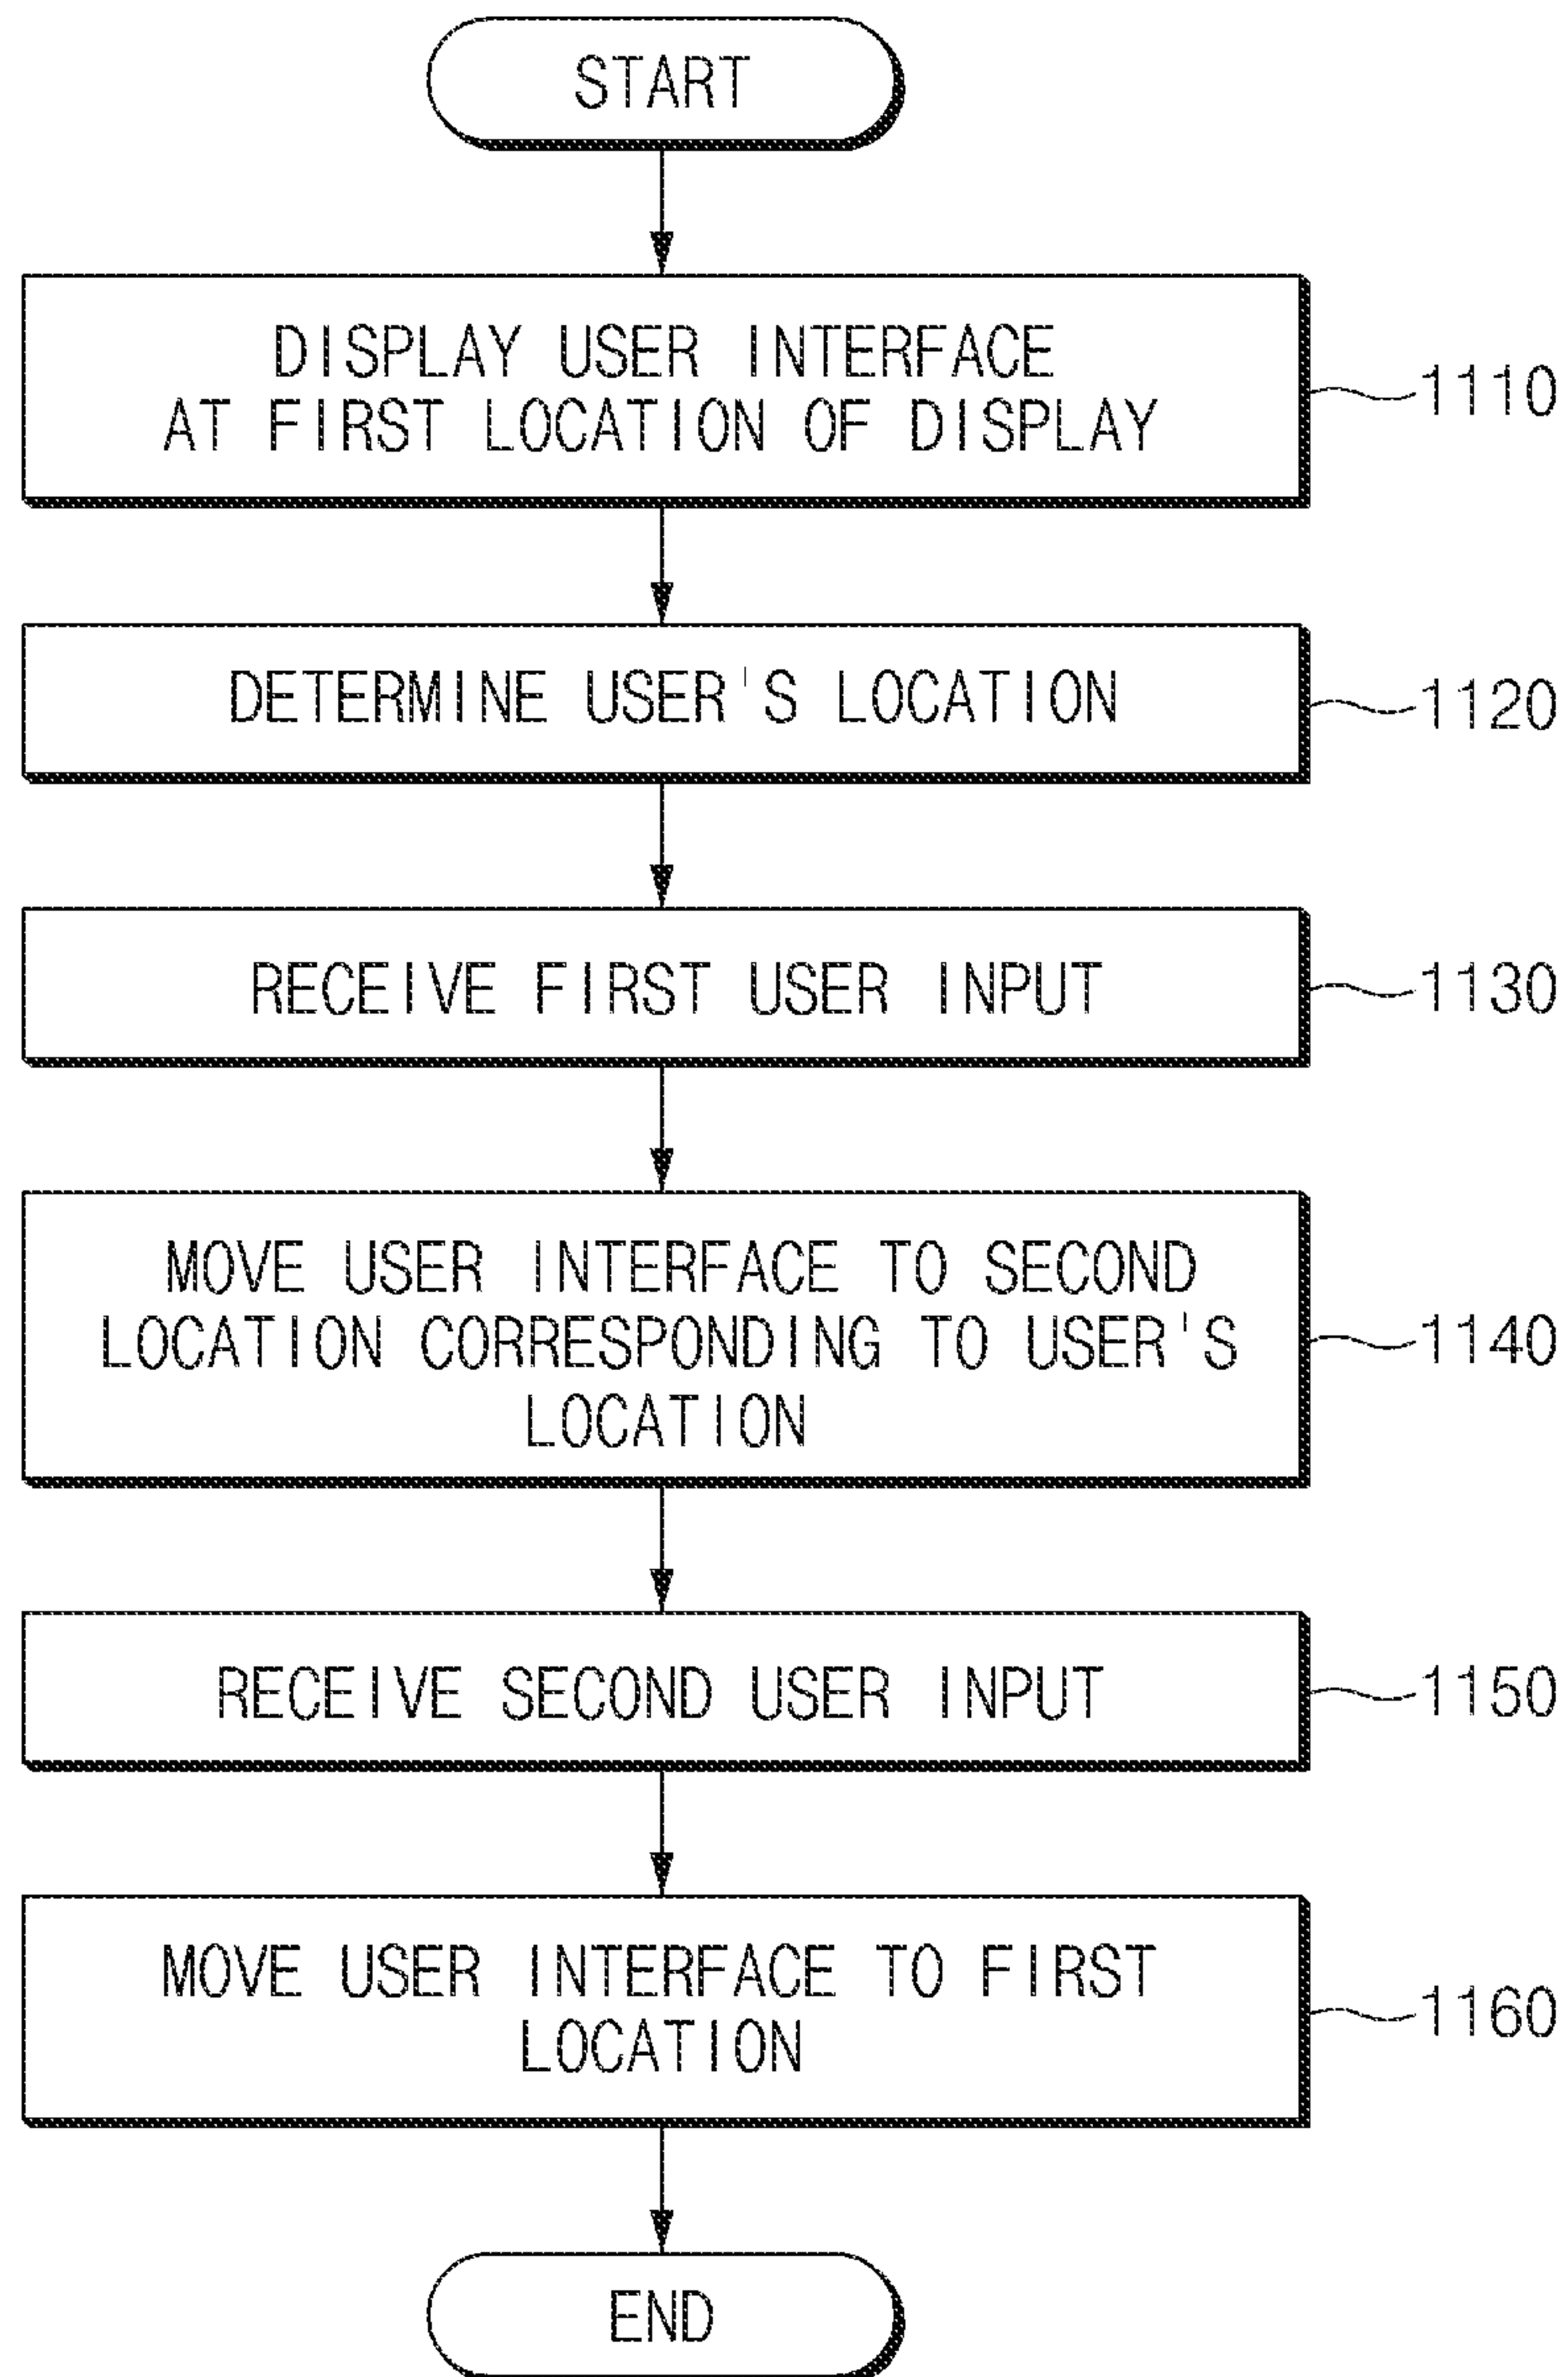 START
DISPLAY USER INTERFACE
AT FIRST LOCATION OF DISPLAY
1110
DETERMINE USER'S LOCATION
1120
RECEIVE FIRST USER INPUT
1130
MOVE USER INTERFACE TO SECOND
LOCATION CORRESPONDING TO USER'S
LOCATION
1140
RECEIVE SECOND USER INPUT
1150
MOVE USER INTERFACE TO FIRST
LOCATION
1160
END